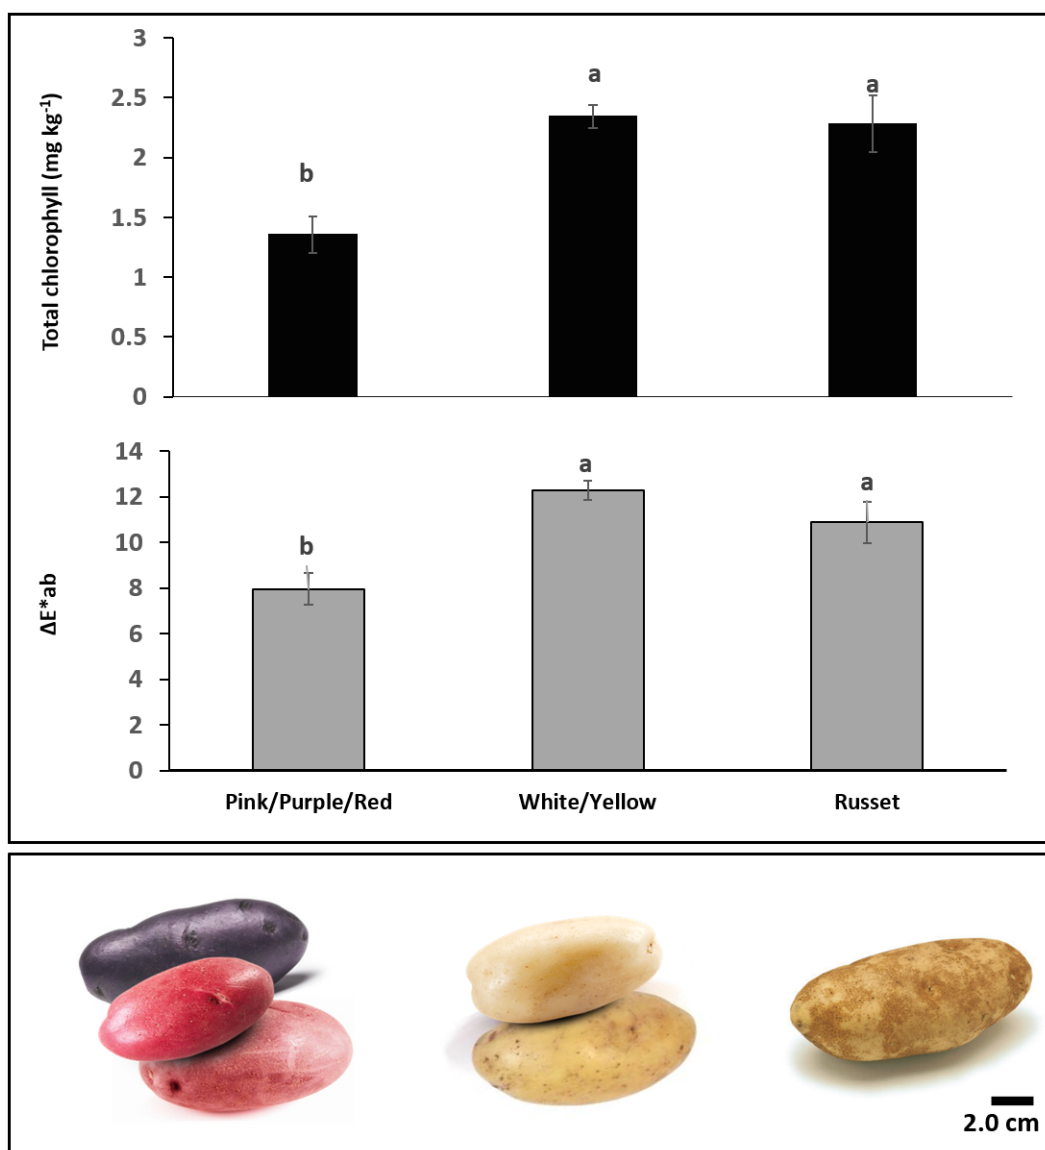 Total chlorophyll (mg kg⁻¹)
3
2.5
2
1.5
1
0.5
0
b
a
a
ΔE*ab
14
12
10
8
6
4
2
0
b
a
a
Pink/Purple/Red
White/Yellow
Russet
2.0 cm